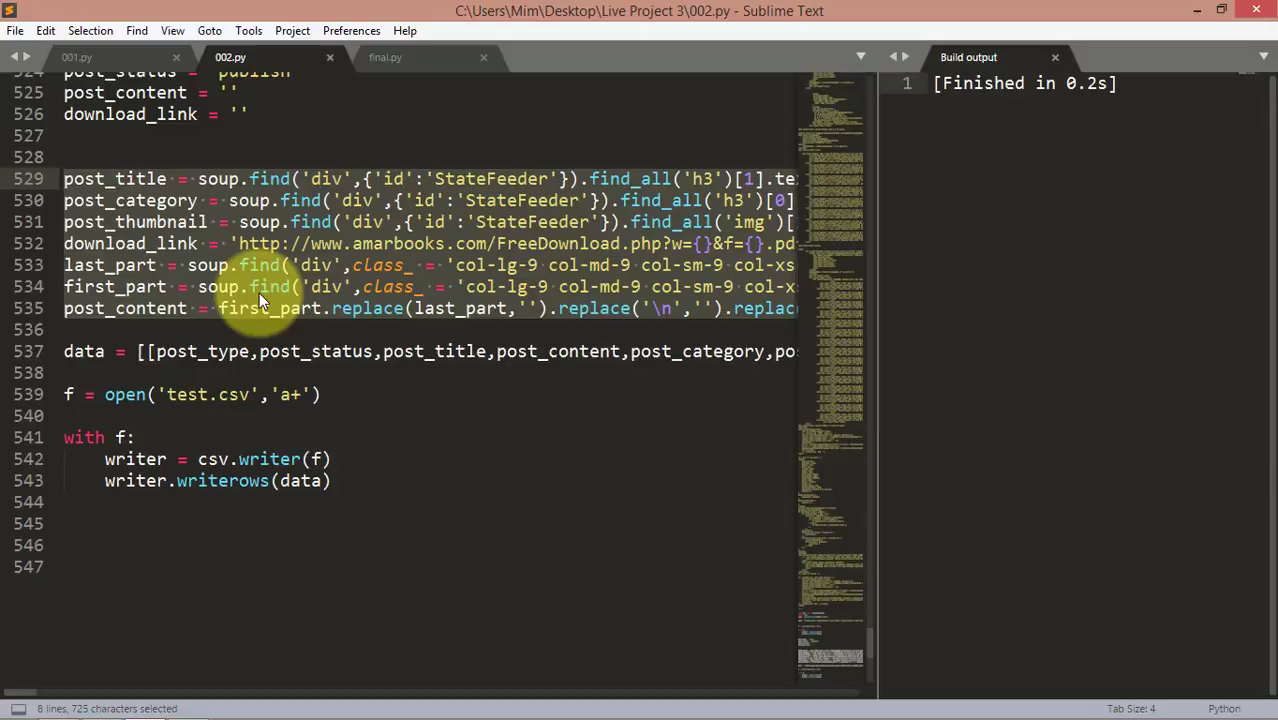 C:\Users\Mim\Desktop\Live Project 3\002.py - Sublime Text
File Edit Selection Find View Goto Tools Project Preferences Help
001.py 002.py final.py Build output
524 post_status = 'publish'
525 post_content = ''
526 download_link = ''
527
528
529 post_title = soup.find('div',{'id':'StateFeeder'}).find_all('h3')[1].te
530 post_category = soup.find('div',{'id':'StateFeeder'}).find_all('h3')[0]
531 post_thumbnail = soup.find('div',{'id':'StateFeeder'}).find_all('img')[
532 download_link = 'http://www.amarbooks.com/FreeDownload.php?w={}&f={}.pd
533 last_part = soup.find('div',class_ = 'col-lg-9 col-md-9 col-sm-9 col-xs
534 first_part = soup.find('div',class_ = 'col-lg-9 col-md-9 col-sm-9 col-x
535 post_content = first_part.replace(last_part,'').replace('\n','').replac
536
537 data = [[post_type,post_status,post_title,post_content,post_category,po
538
539 f = open('test.csv','a+')
540
541 with f:
542 writer = csv.writer(f)
543 writer.writerows(data)
544
545
546
547
1 [Finished in 0.2s]
8 lines, 725 characters selected Tab Size: 4 Python